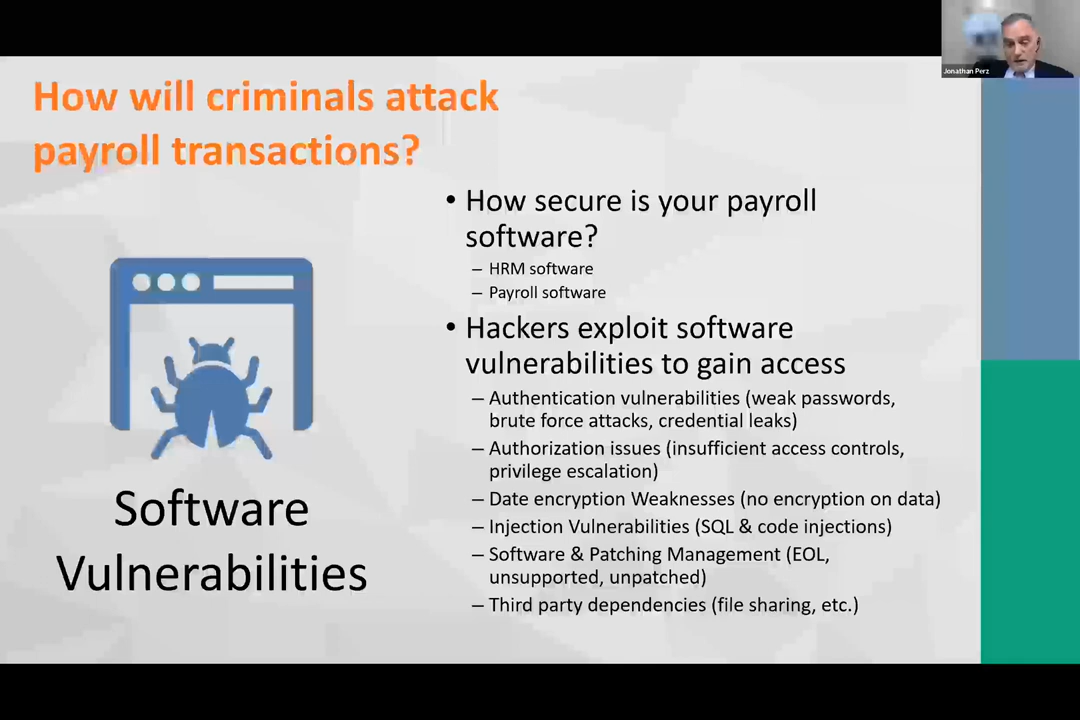 Jonathan Perz
How will criminals attack
payroll transactions?
• How secure is your payroll
software?
– HRM software
– Payroll software
• Hackers exploit software
vulnerabilities to gain access
– Authentication vulnerabilities (weak passwords,
brute force attacks, credential leaks)
– Authorization issues (insufficient access controls,
privilege escalation)
– Date encryption Weaknesses (no encryption on data)
– Injection Vulnerabilities (SQL & code injections)
– Software & Patching Management (EOL,
unsupported, unpatched)
– Third party dependencies (file sharing, etc.)
Software
Vulnerabilities